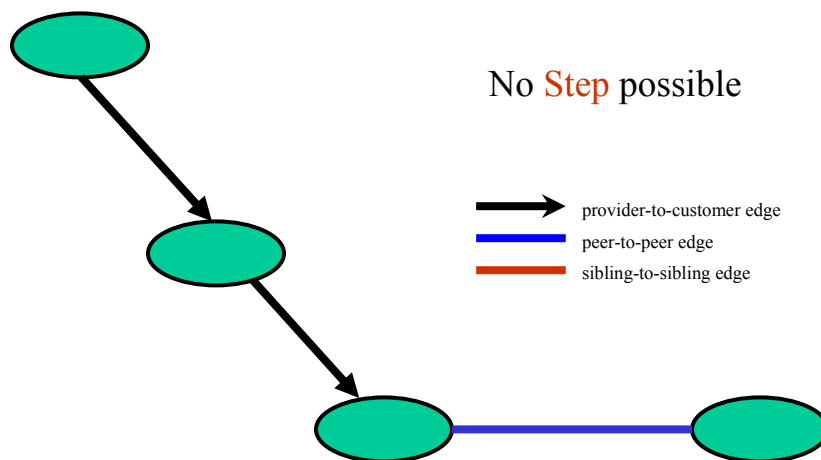 No Step possible
provider-to-customer edge
peer-to-peer edge
sibling-to-sibling edge